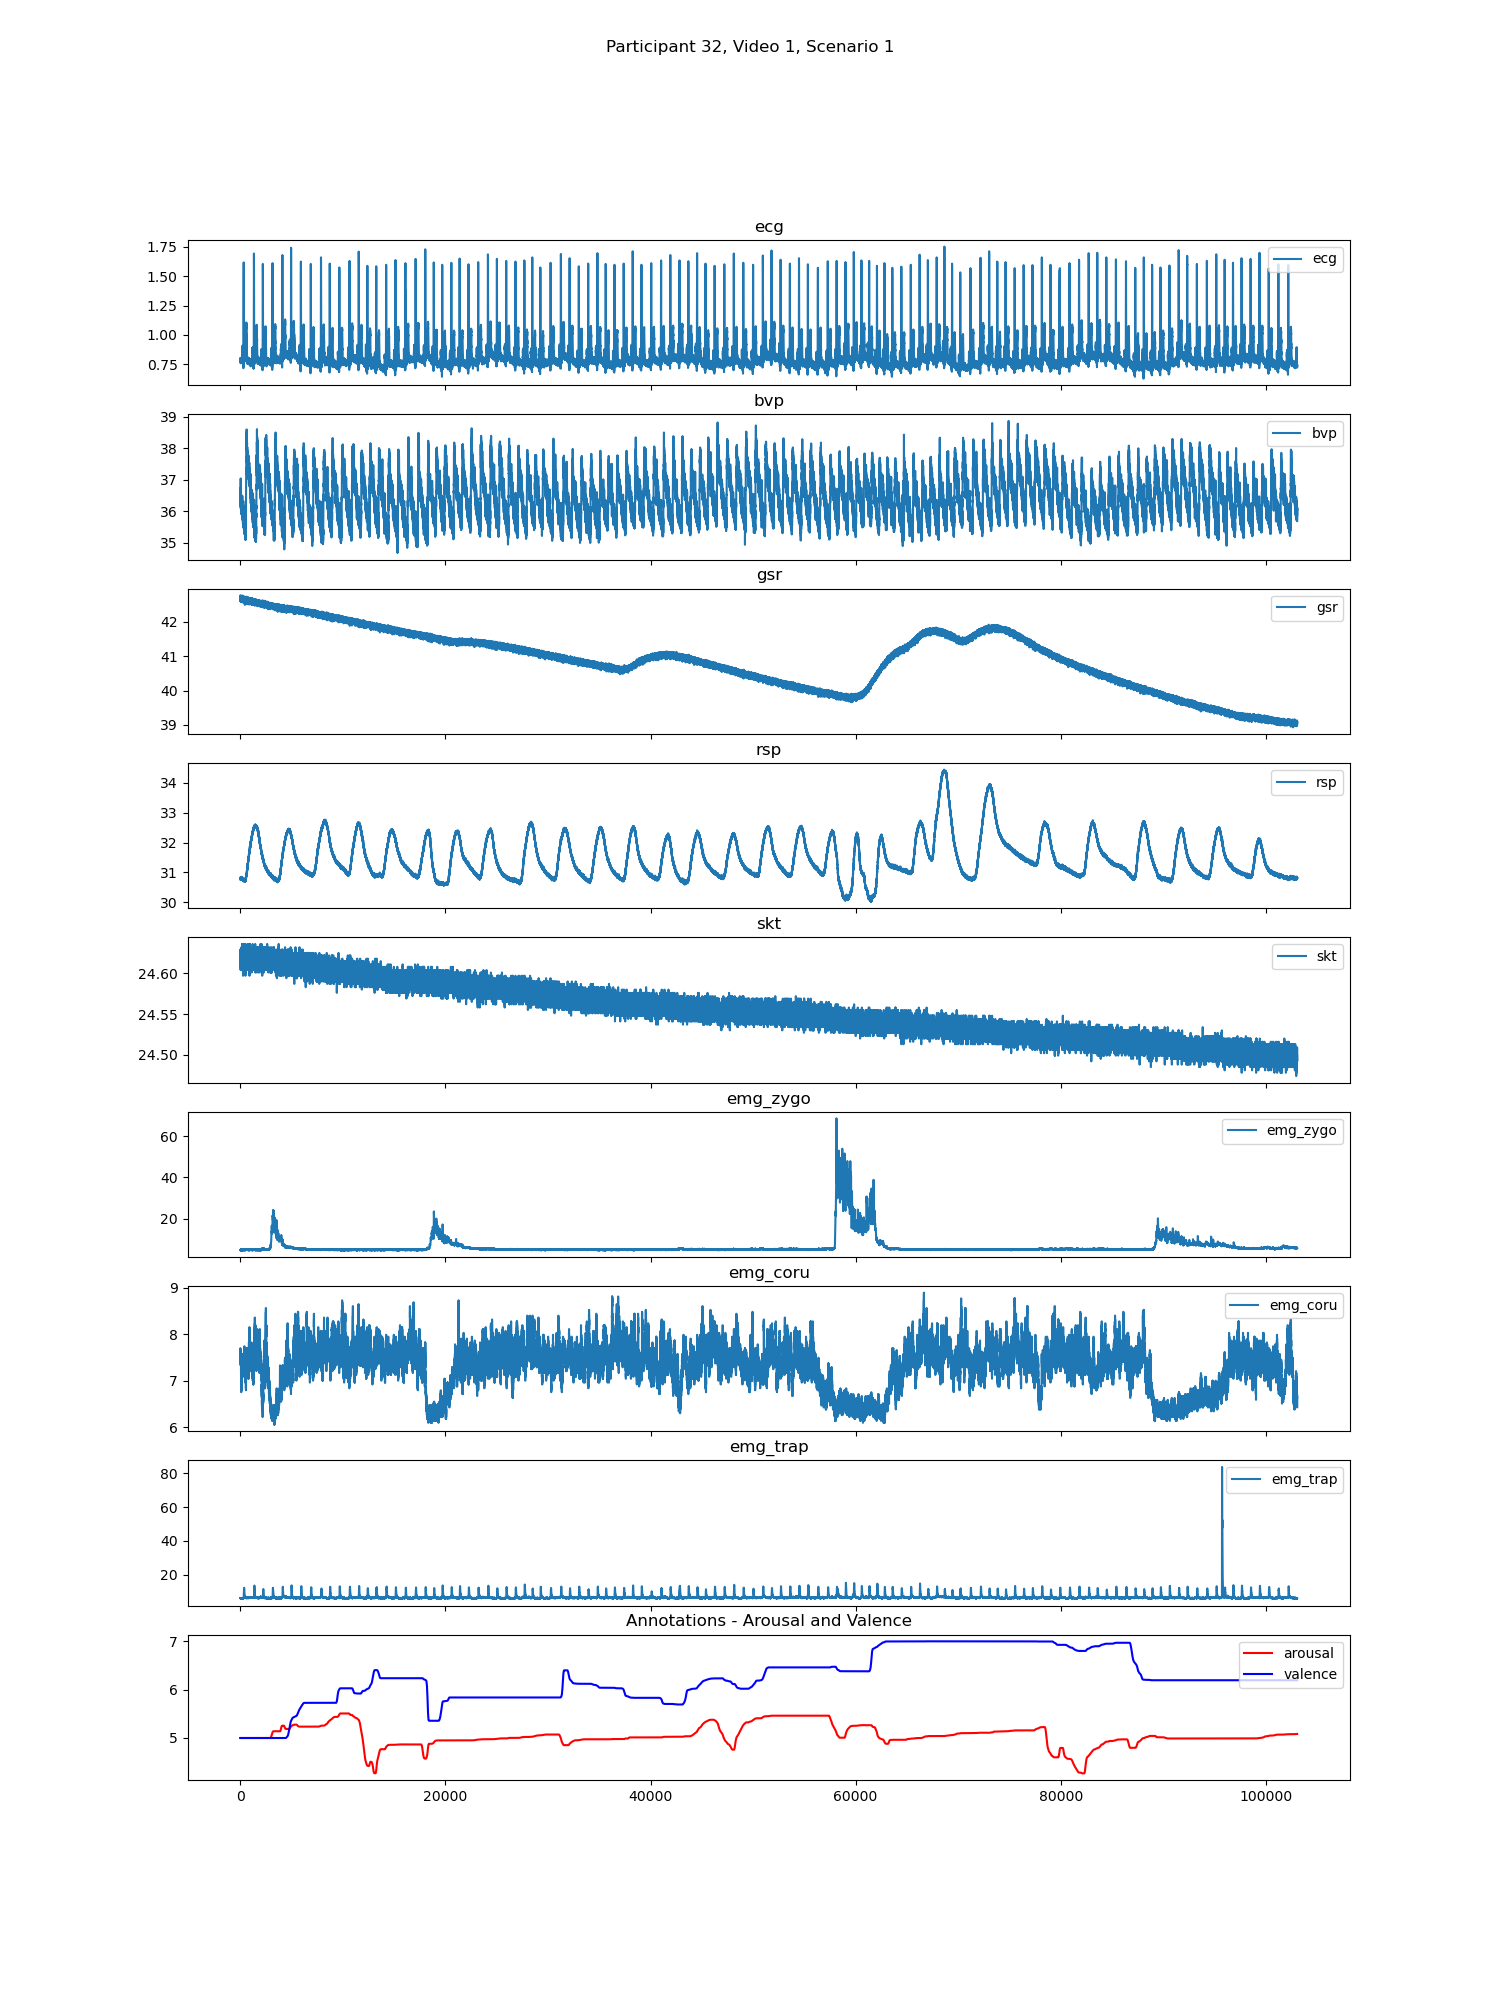 Participant 32, Video 1, Scenario 1
ecg
1.75
1.50
1.25
1.00
0.75
ecg
bvp
39
38
37
36
35
bvp
gsr
42
41
40
39
gsr
rsp
34
33
32
31
30
rsp
skt
24.60
24.55
24.50
skt
emg_zygo
60
40
20
emg_zygo
emg_coru
9
8
7
6
emg_coru
emg_trap
80
60
40
20
emg_trap
Annotations - Arousal and Valence
7
6
5
arousal
valence
0 20000 40000 60000 80000 100000